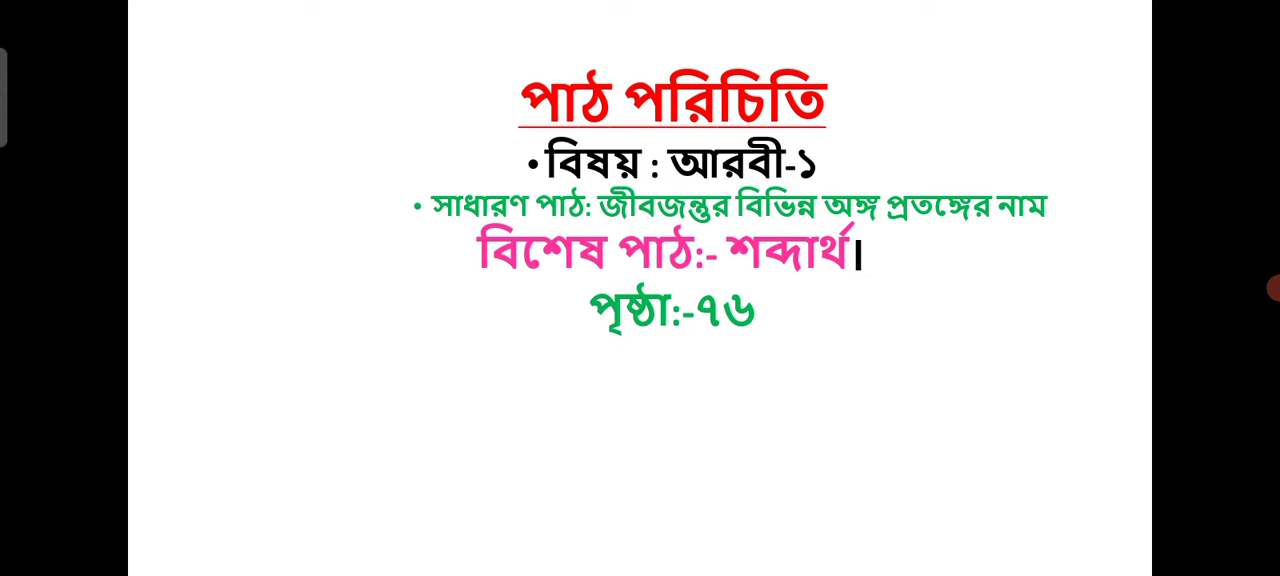 পাঠ পরিচিতি
•বিষয় : আরবী-১
• সাধারণ পাঠ: জীবজন্তুর বিভিন্ন অঙ্গ প্রতঙ্গের নাম
বিশেষ পাঠ:- শব্দার্থ।
পৃষ্ঠা:-৭৬